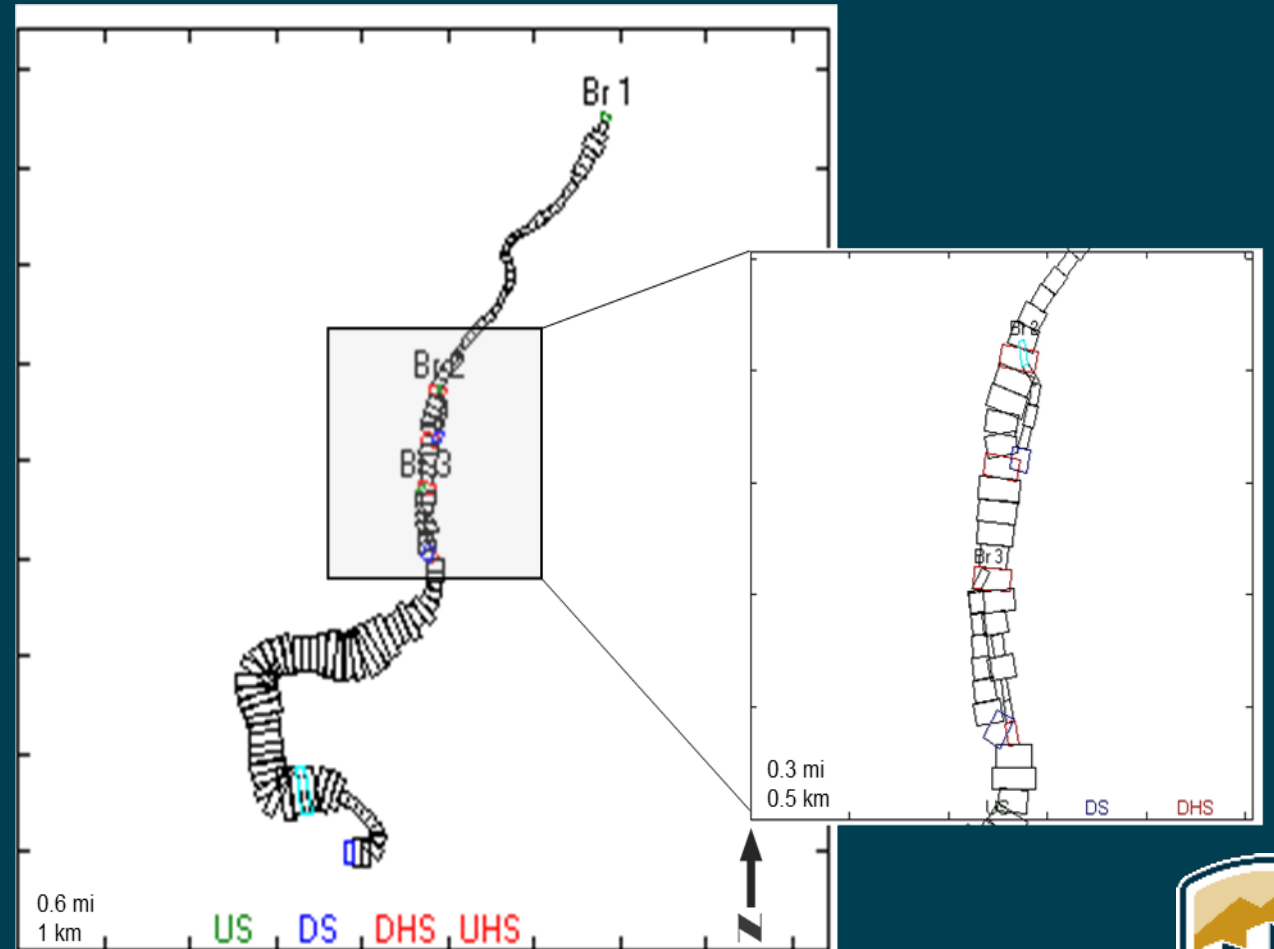 Br 1
Br 2
Br 3
0.6 mi
1 km
US DS DHS UHS
Br 2
Br 3
0.3 mi
0.5 km
US DS DHS
N